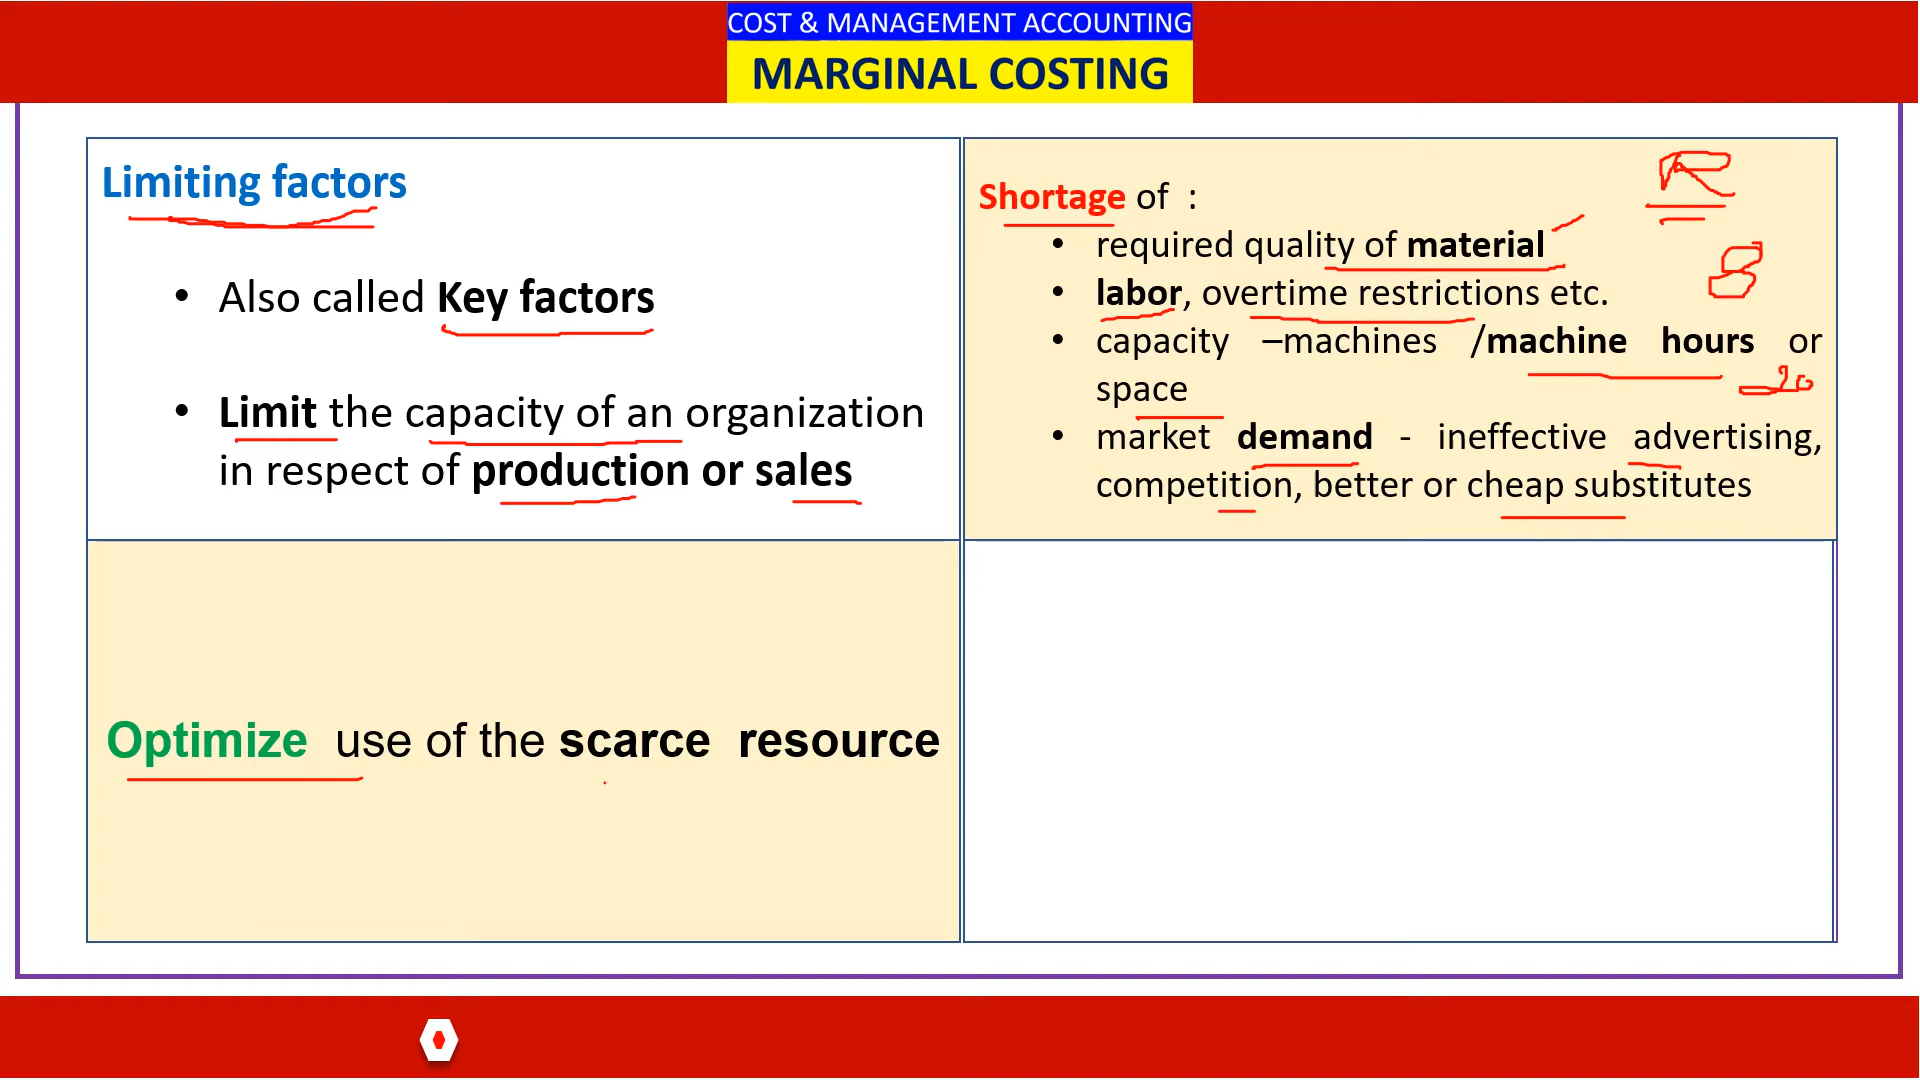 COST & MANAGEMENT ACCOUNTING
MARGINAL COSTING
Limiting factors
• Also called Key factors
• Limit the capacity of an organization
in respect of production or sales
Shortage of :
• required quality of material
• labor, overtime restrictions etc.
• capacity –machines /machine hours or
space
• market demand - ineffective advertising,
competition, better or cheap substitutes
Optimize use of the scarce resource